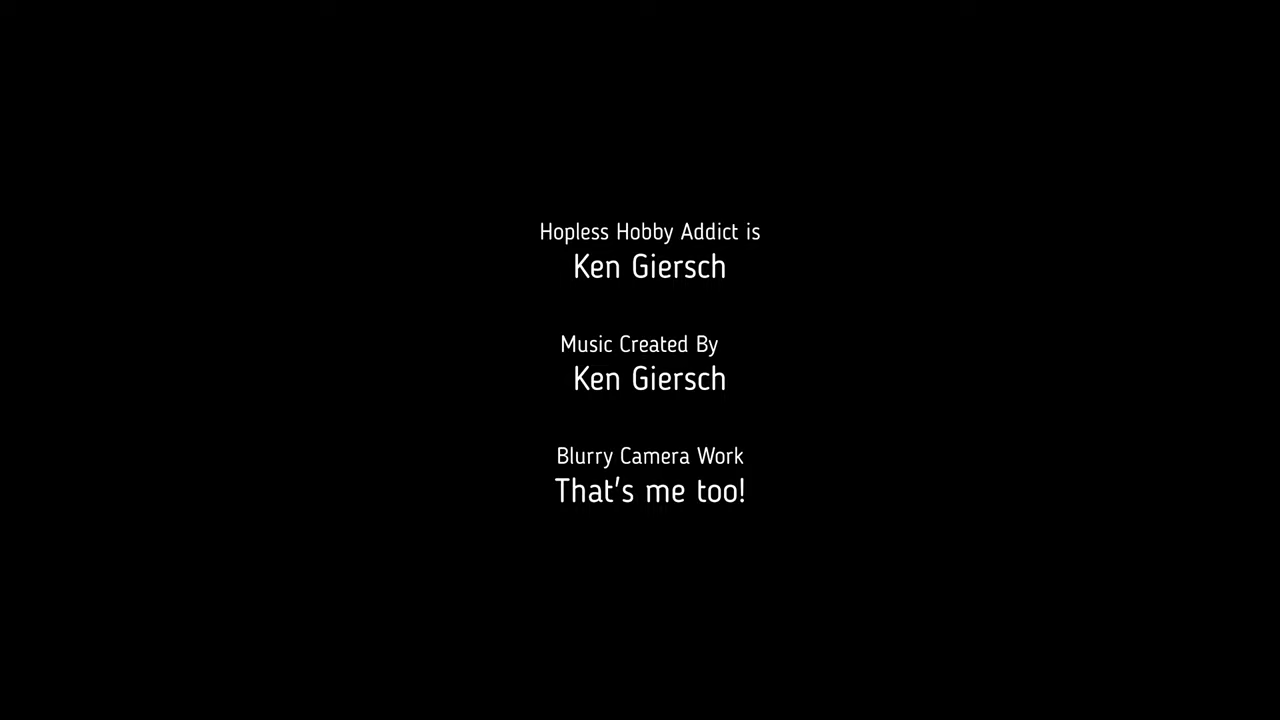 Hopless Hobby Addict is
Ken Giersch
Music Created By
Ken Giersch
Blurry Camera Work
That's me too!